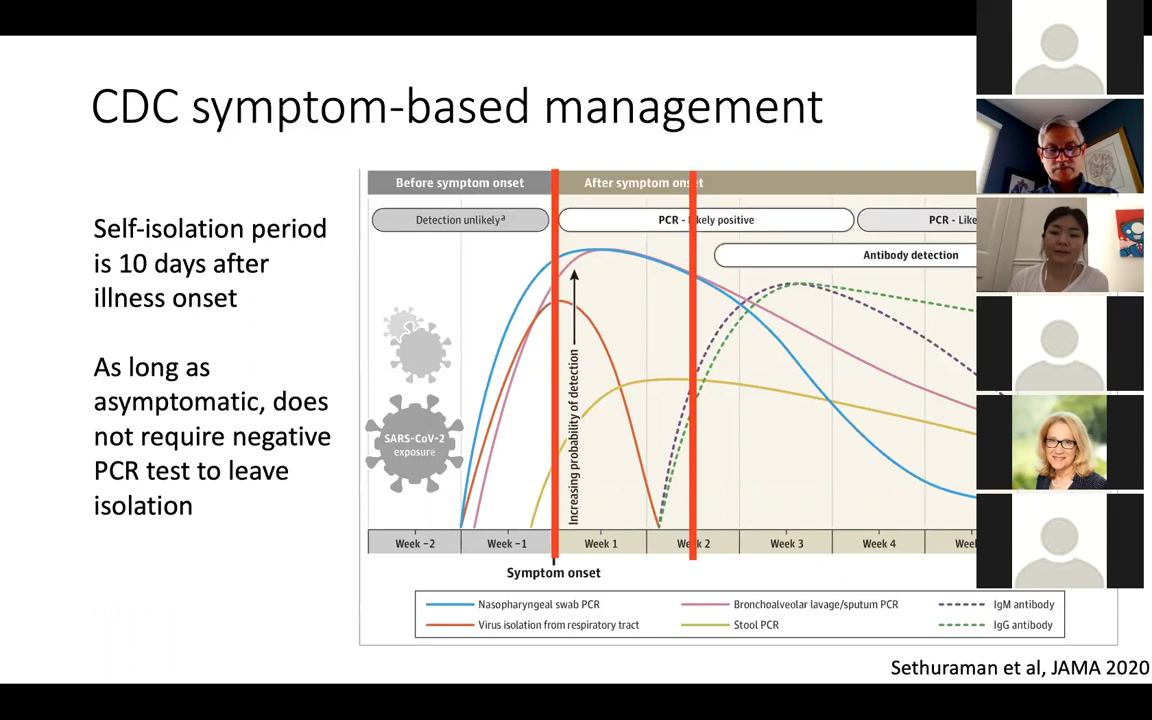 CDC symptom-based management
Self-isolation period
is 10 days after
illness onset
As long as
asymptomatic, does
not require negative
PCR test to leave
isolation
Before symptom onset
After symptom onset
Detection unlikelyᵃ
PCR - Likely positive
PCR - Like
Antibody detection
SARS-CoV-2
exposure
Increasing probability of detection
Week −2
Week −1
Week 1
Week 2
Week 3
Week 4
Wee
Symptom onset
Nasopharyngeal swab PCR
Bronchoalveolar lavage/sputum PCR
IgM antibody
Virus isolation from respiratory tract
Stool PCR
IgG antibody
Sethuraman et al, JAMA 2020